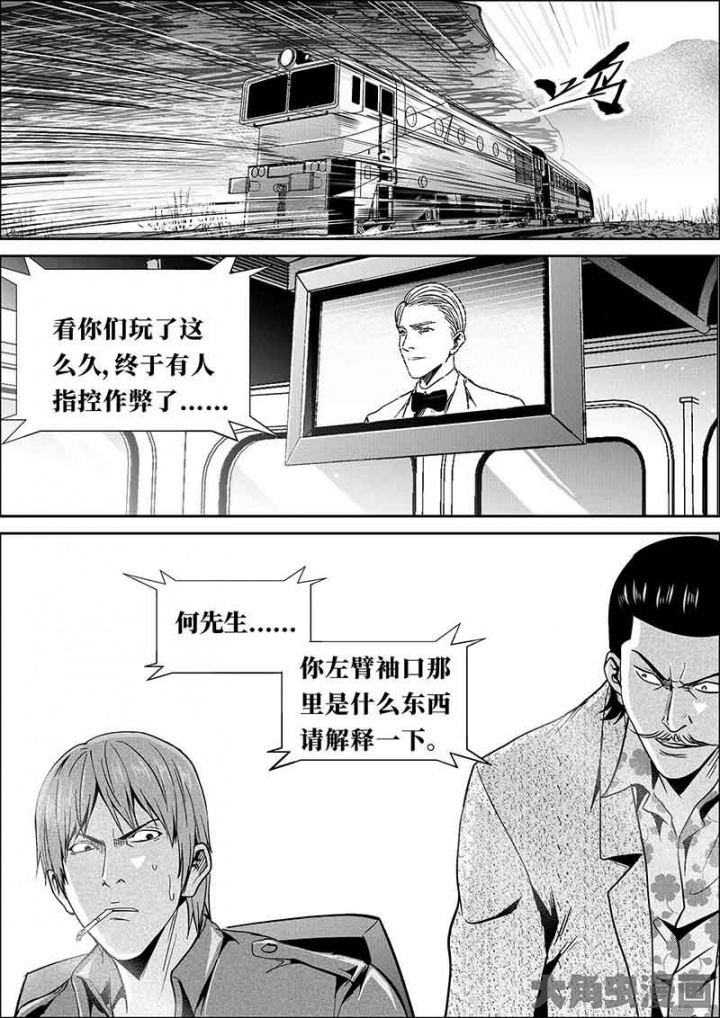 呜
看你们玩了这
么久,终于有人
指控作弊了……
何先生……
你左臂袖口那
里是什么东西
请解释一下。
大角虫漫画